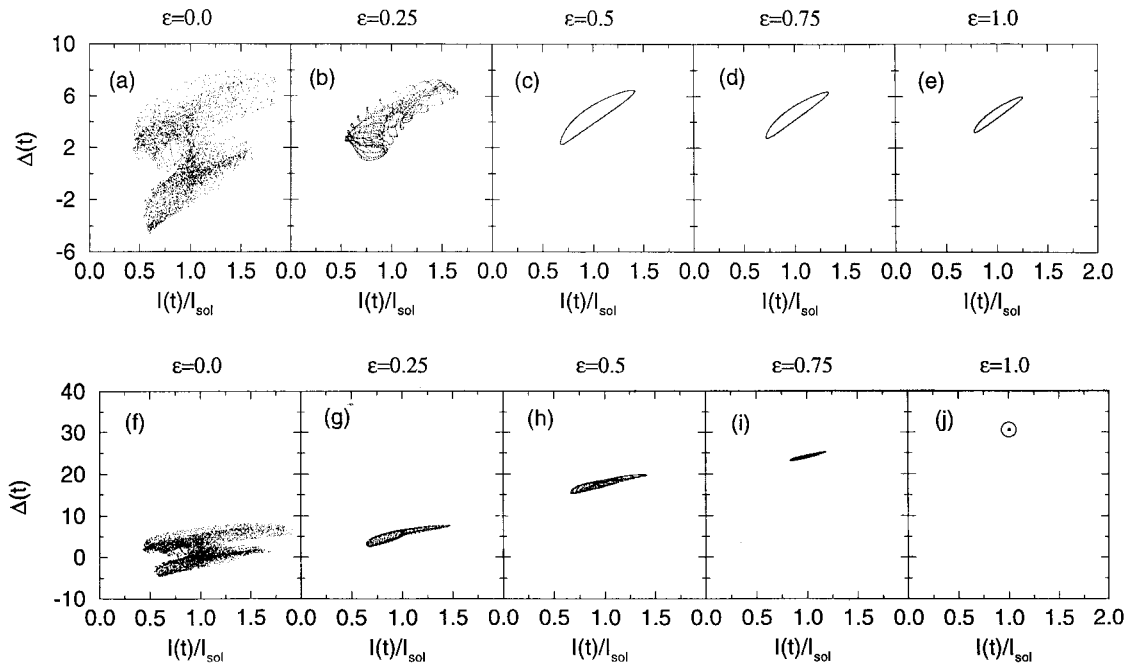 ε=0.0 ε=0.25 ε=0.5 ε=0.75 ε=1.0
10
(a) (b) (c) (d) (e)
6
Δ(t)
2
-2
-6
0.0 0.5 1.0 1.5 0.0 0.5 1.0 1.5 0.0 0.5 1.0 1.5 0.0 0.5 1.0 1.5 0.0 0.5 1.0 1.5 2.0
I(t)/Isol I(t)/Isol I(t)/Isol I(t)/Isol I(t)/Isol
ε=0.0 ε=0.25 ε=0.5 ε=0.75 ε=1.0
40
(f) (g) (h) (i) (j)
30
20
Δ(t)
10
0
-10
0.0 0.5 1.0 1.5 0.0 0.5 1.0 1.5 0.0 0.5 1.0 1.5 0.0 0.5 1.0 1.5 0.0 0.5 1.0 1.5 2.0
I(t)/Isol I(t)/Isol I(t)/Isol I(t)/Isol I(t)/Isol